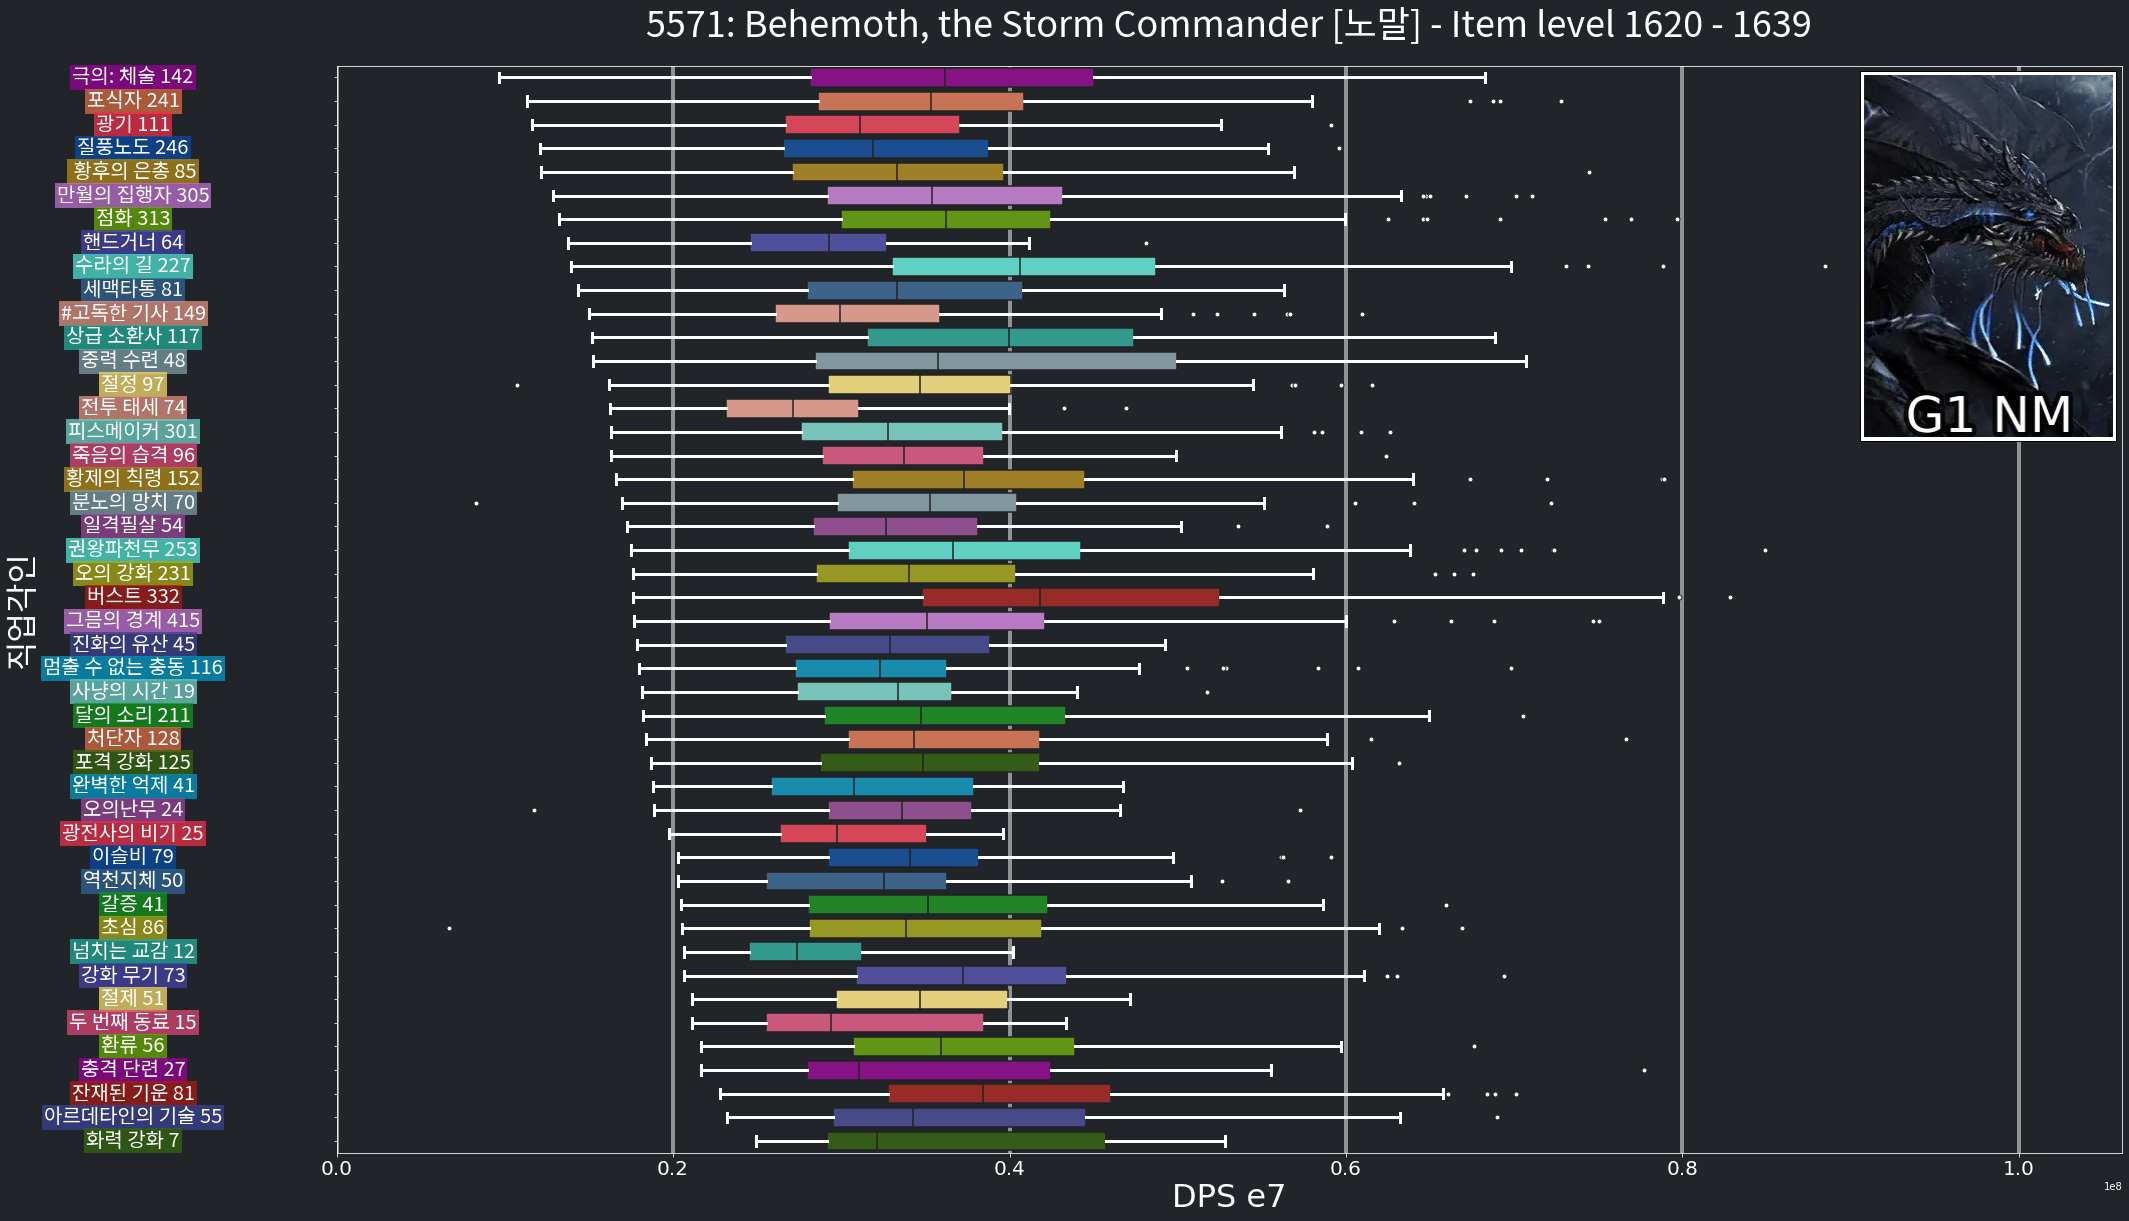 5571: Behemoth, the Storm Commander [노말] - Item level 1620 - 1639
극의: 체술 142
포식자 241
광기 111
질풍노도 246
황후의 은총 85
만월의 집행자 305
점화 313
핸드거너 64
수라의 길 227
세맥타통 81
#고독한 기사 149
상급 소환사 117
중력 수련 48
절정 97
전투 태세 74
피스메이커 301
죽음의 습격 96
황제의 칙령 152
분노의 망치 70
일격필살 54
권왕파천무 253
오의 강화 231
버스트 332
그믐의 경계 415
진화의 유산 45
멈출 수 없는 충동 116
사냥의 시간 19
달의 소리 211
처단자 128
포격 강화 125
완벽한 억제 41
오의난무 24
광전사의 비기 25
이슬비 79
역천지체 50
갈증 41
초심 86
넘치는 교감 12
강화 무기 73
절제 51
두 번째 동료 15
환류 56
충격 단련 27
잔재된 기운 81
아르데타인의 기술 55
화력 강화 7
직업각인
G1 NM
0.0 0.2 0.4 0.6 0.8 1.0
1e8
DPS e7